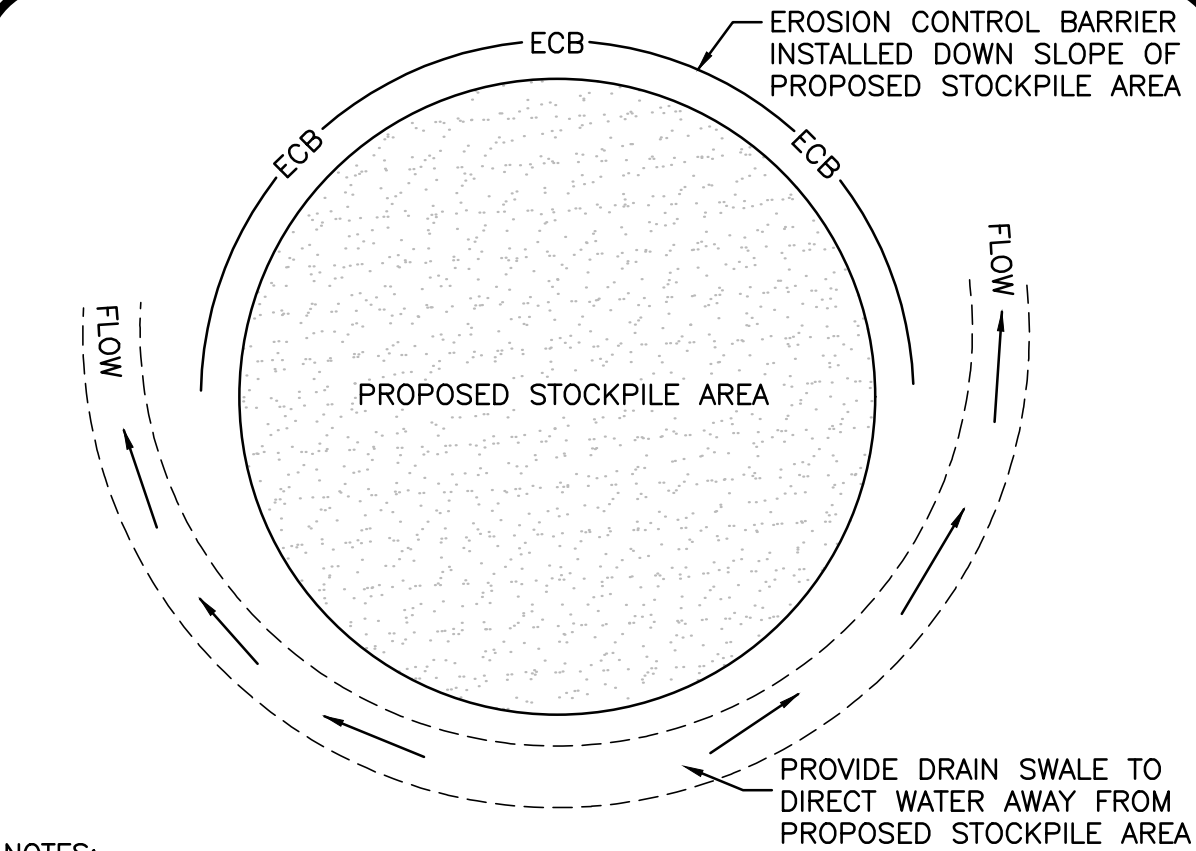 EROSION CONTROL BARRIER
INSTALLED DOWN SLOPE OF
PROPOSED STOCKPILE AREA
ECB
ECB
ECB
FLOW
FLOW
PROPOSED STOCKPILE AREA
PROVIDE DRAIN SWALE TO
DIRECT WATER AWAY FROM
PROPOSED STOCKPILE AREA
NOTES: